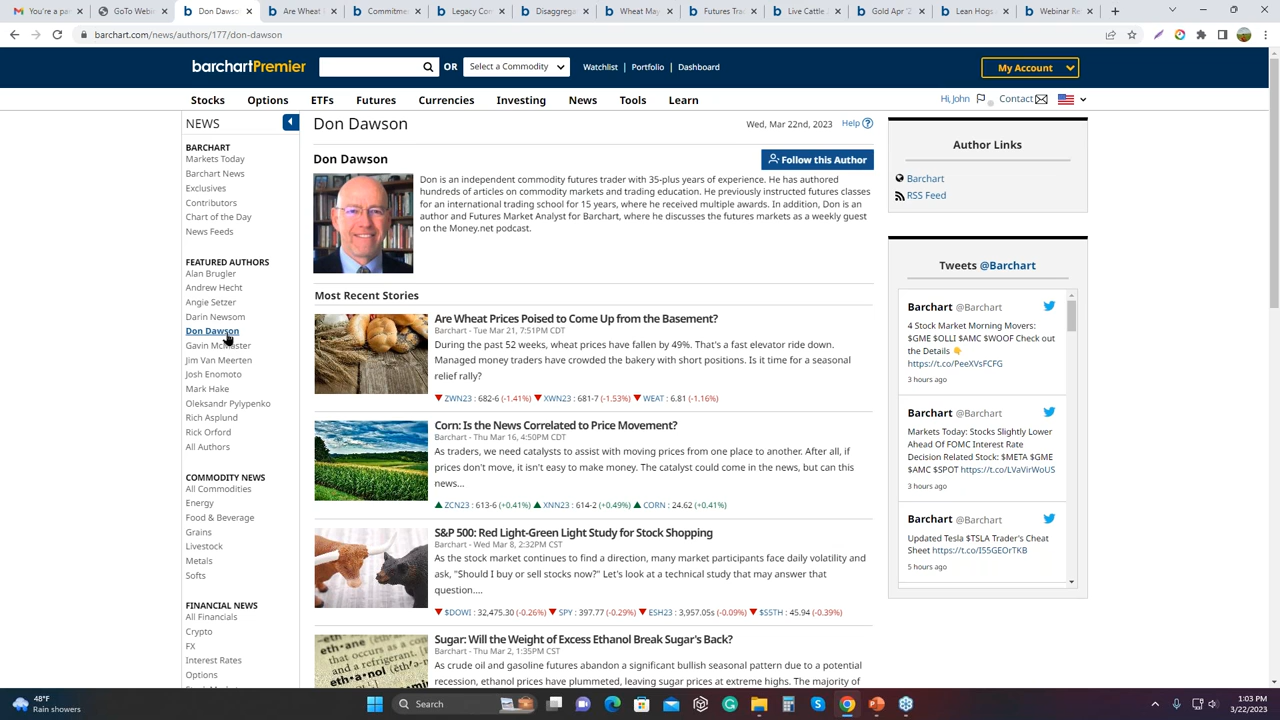 (1) Your a pa
GoTo Webi
Don Dawso
Are Wheat
Commitme
Legacy Con
Disaggrega
Wheat May
Futures Tra
Live Cattle
Gold Apr '2
Lean Hogs
Webinar Re
barchart.com/news/authors/177/don-dawson
barchartPremier
OR
Select a Commodity
Watchlist | Portfolio | Dashboard
My Account
Stocks Options ETFs Futures Currencies Investing News Tools Learn
Hi, John
Contact
NEWS
BARCHART
Markets Today
Barchart News
Exclusives
Contributors
Chart of the Day
News Feeds
FEATURED AUTHORS
Alan Brugler
Andrew Hecht
Angie Setzer
Darin Newsom
Don Dawson
Gavin McMaster
Jim Van Meerten
Josh Enomoto
Mark Hake
Oleksandr Pylypenko
Rich Asplund
Rick Orford
All Authors
COMMODITY NEWS
All Commodities
Energy
Food & Beverage
Grains
Livestock
Metals
Softs
FINANCIAL NEWS
All Financials
Crypto
FX
Interest Rates
Options
Don Dawson
Wed, Mar 22nd, 2023
Help ?
Don Dawson
Follow this Author
Don is an independent commodity futures trader with 35-plus years of experience. He has authored
hundreds of articles on commodity markets and trading education. He previously instructed futures classes
for an international trading school for 15 years, where he received multiple awards. In addition, Don is an
author and Futures Market Analyst for Barchart, where he discusses the futures markets as a weekly guest
on the Money.net podcast.
Most Recent Stories
Are Wheat Prices Poised to Come Up from the Basement?
Barchart - Tue Mar 21, 7:51PM CDT
During the past 52 weeks, wheat prices have fallen by 49%. That's a fast elevator ride down.
Managed money traders have crowded the bakery with short positions. Is it time for a seasonal
relief rally?
ZWN23 : 682-6 (-1.41%) XWN23 : 681-7 (-1.53%) WEAT : 6.81 (-1.16%)
Corn: Is the News Correlated to Price Movement?
Barchart - Thu Mar 16, 4:50PM CDT
As traders, we need catalysts to assist with moving prices from one place to another. After all, if
prices don't move, it isn't easy to make money. The catalyst could come in the news, but can this
news...
ZCN23 : 613-6 (+0.41%) XNN23 : 614-2 (+0.49%) CORN : 24.62 (+0.41%)
S&P 500: Red Light-Green Light Study for Stock Shopping
Barchart - Wed Mar 8, 2:32PM CST
As the stock market continues to find a direction, many market participants face daily volatility and
ask, "Should I buy or sell stocks now?" Let's look at a technical study that may answer that
question....
$DOWI : 32,475.30 (-0.26%) SPY : 397.77 (-0.29%) ESH23 : 3,957.05s (-0.09%) $SSTH : 45.94 (-0.39%)
Sugar: Will the Weight of Excess Ethanol Break Sugar's Back?
Barchart - Thu Mar 2, 1:35PM CST
As crude oil and gasoline futures abandon a significant bullish seasonal pattern due to a potential
recession, ethanol prices have plummeted, leaving sugar prices at extreme highs. The majority of
Author Links
Barchart
RSS Feed
Tweets @Barchart
Barchart @Barchart
4 Stock Market Morning Movers:
$GME $OLLI $AMC $WOOF Check out
the Details 👇
https://t.co/PeeXVsFCFG
3 hours ago
Barchart @Barchart
Markets Today: Stocks Slightly Lower
Ahead Of FOMC Interest Rate
Decision Related Stock: $META $GME
$AMC $SPOT https://t.co/LVaVirWoUS
3 hours ago
Barchart @Barchart
Updated Tesla $TSLA Trader's Cheat
Sheet https://t.co/I55GEOrTKB
5 hours ago
48°F
Rain showers
Search
1:03 PM
3/22/2023